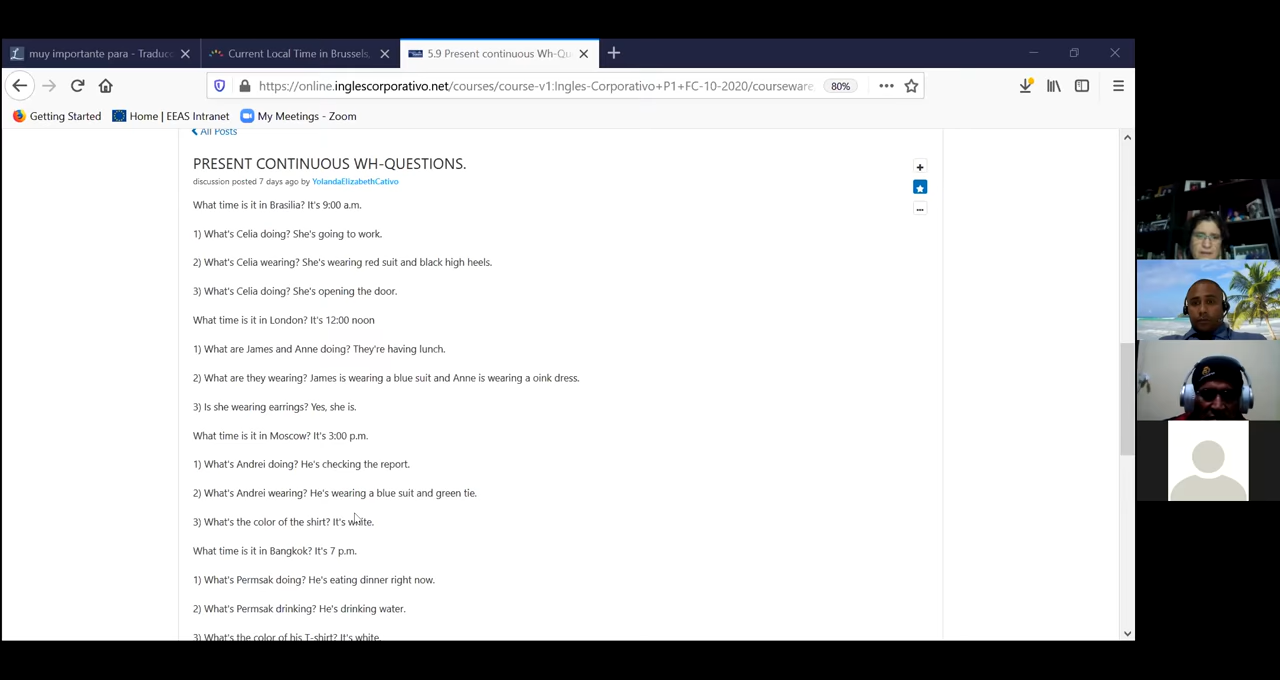 muy importante para - Traducc
Current Local Time in Brussels,
5.9 Present continuous Wh-Qu
https://online.inglescorporativo.net/courses/course-v1:Ingles-Corporativo+P1+FC-10-2020/courseware
80%
Getting Started
Home | EEAS Intranet
My Meetings - Zoom
All Posts
PRESENT CONTINUOUS WH-QUESTIONS.
discussion posted 7 days ago by YolandaElizabethCativo
What time is it in Brasilia? It's 9:00 a.m.
1) What's Celia doing? She's going to work.
2) What's Celia wearing? She's wearing red suit and black high heels.
3) What's Celia doing? She's opening the door.
What time is it in London? It's 12:00 noon
1) What are James and Anne doing? They're having lunch.
2) What are they wearing? James is wearing a blue suit and Anne is wearing a oink dress.
3) Is she wearing earrings? Yes, she is.
What time is it in Moscow? It's 3:00 p.m.
1) What's Andrei doing? He's checking the report.
2) What's Andrei wearing? He's wearing a blue suit and green tie.
3) What's the color of the shirt? It's white.
What time is it in Bangkok? It's 7 p.m.
1) What's Permsak doing? He's eating dinner right now.
2) What's Permsak drinking? He's drinking water.
3) What's the color of his T-shirt? It's white.